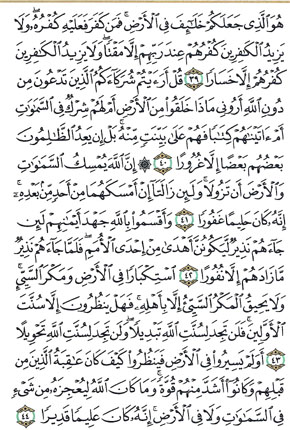 هُوَ ٱلَّذِى جَعَلَكُمْ خَلَـٰٓئِفَ فِى ٱلْأَرْضِ ۚ فَمَن كَفَرَ فَعَلَيْهِ كُفْرُهُۥ ۖ وَلَا
يَزِيدُ ٱلْكَـٰفِرِينَ كُفْرُهُمْ عِندَ رَبِّهِمْ إِلَّا مَقْتًا ۖ وَلَا يَزِيدُ ٱلْكَـٰفِرِينَ
كُفْرُهُمْ إِلَّا خَسَارًا ٣٩ قُلْ أَرَءَيْتُمْ شُرَكَآءَكُمُ ٱلَّذِينَ تَدْعُونَ مِن
دُونِ ٱللَّهِ أَرُونِى مَاذَا خَلَقُوا۟ مِنَ ٱلْأَرْضِ أَمْ لَهُمْ شِرْكٌ فِى ٱلسَّمَـٰوَٰتِ
أَمْ ءَاتَيْنَـٰهُمْ كِتَـٰبًا فَهُمْ عَلَىٰ بَيِّنَتٍ مِّنْهُ ۚ بَلْ إِن يَعِدُ ٱلظَّـٰلِمُونَ
بَعْضُهُم بَعْضًا إِلَّا غُرُورًا ٤٠ ۞ إِنَّ ٱللَّهَ يُمْسِكُ ٱلسَّمَـٰوَٰتِ
وَٱلْأَرْضَ أَن تَزُولَا ۚ وَلَئِن زَالَتَآ إِنْ أَمْسَكَهُمَا مِنْ أَحَدٍ مِّنۢ بَعْدِهِۦٓ ۚ
إِنَّهُۥ كَانَ حَلِيمًا غَفُورًا ٤١ وَأَقْسَمُوا۟ بِٱللَّهِ جَهْدَ أَيْمَـٰنِهِمْ لَئِن
جَآءَهُمْ نَذِيرٌ لَّيَكُونُنَّ أَهْدَىٰ مِنْ إِحْدَى ٱلْأُمَمِ ۖ فَلَمَّا جَآءَهُمْ نَذِيرٌ
مَّا زَادَهُمْ إِلَّا نُفُورًا ٤٢ ٱسْتِكْبَارًا فِى ٱلْأَرْضِ وَمَكْرَ ٱلسَّيِّئِ ۚ
وَلَا يَحِيقُ ٱلْمَكْرُ ٱلسَّيِّئُ إِلَّا بِأَهْلِهِۦ ۚ فَهَلْ يَنظُرُونَ إِلَّا سُنَّتَ
ٱلْأَوَّلِينَ ۚ فَلَن تَجِدَ لِسُنَّتِ ٱللَّهِ تَبْدِيلًا ۖ وَلَن تَجِدَ لِسُنَّتِ ٱللَّهِ تَحْوِيلًا
٤٣ أَوَلَمْ يَسِيرُوا۟ فِى ٱلْأَرْضِ فَيَنظُرُوا۟ كَيْفَ كَانَ عَـٰقِبَةُ ٱلَّذِينَ مِن
قَبْلِهِمْ وَكَانُوٓا۟ أَشَدَّ مِنْهُمْ قُوَّةً ۚ وَمَا كَانَ ٱللَّهُ لِيُعْجِزَهُۥ مِن شَىْءٍ
فِى ٱلسَّمَـٰوَٰتِ وَلَا فِى ٱلْأَرْضِ ۚ إِنَّهُۥ كَانَ عَلِيمًا قَدِيرًا ٤٤